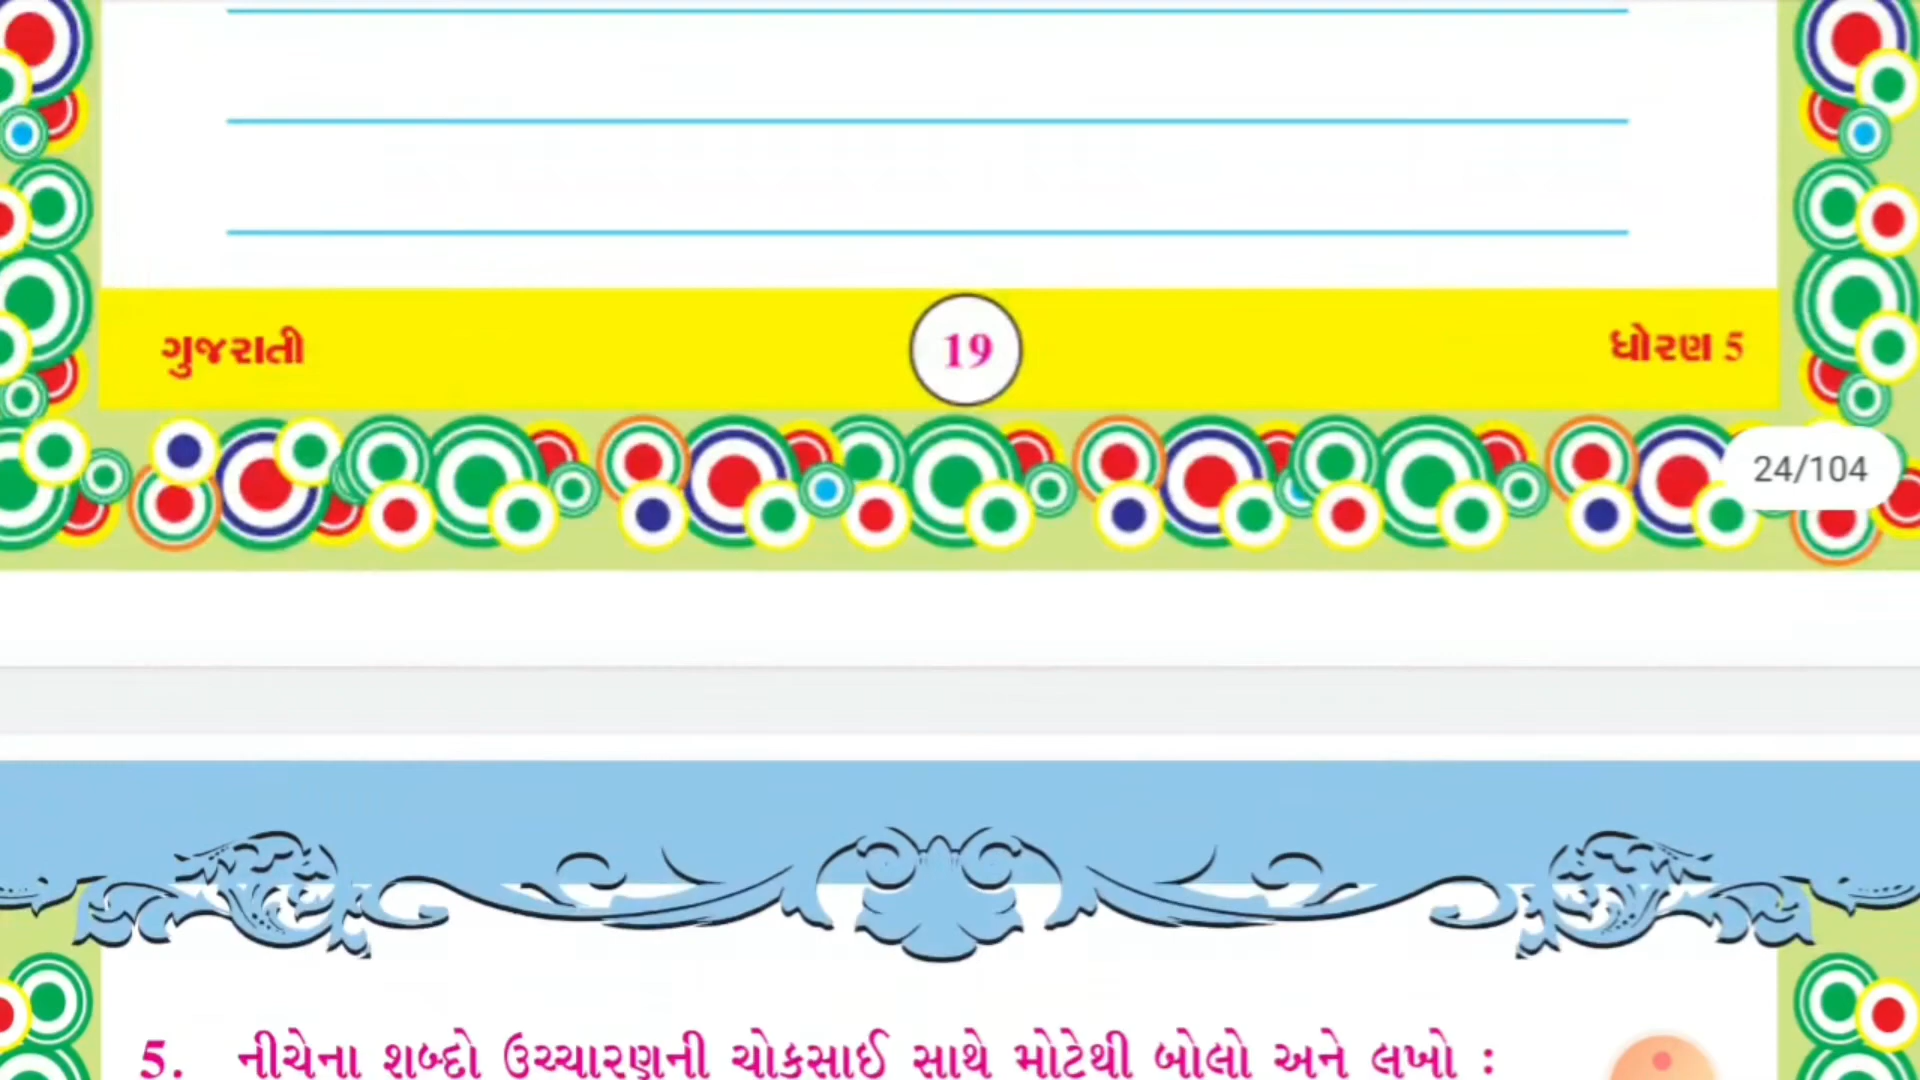 ગુજરાતી
19
ધોરણ 5
24/104
5. નીચેના શબ્દો ઉચ્ચારણની ચોકસાઈ સાથે મોટેથી બોલો અને લખો :